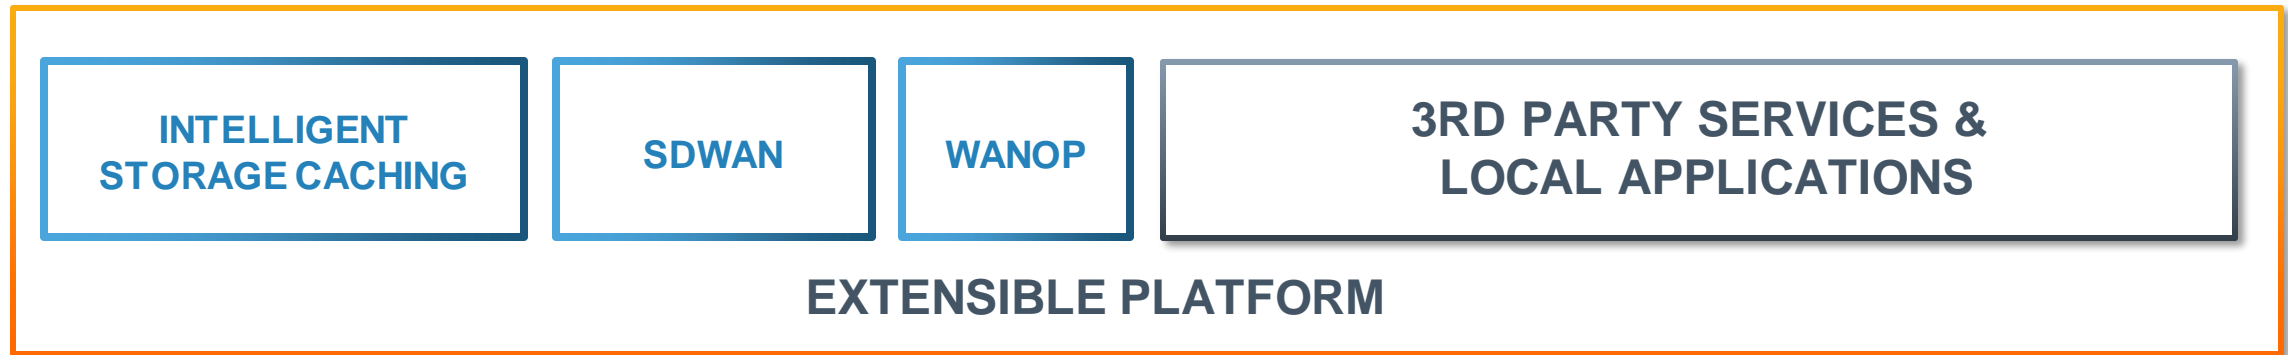 INTELLIGENT
STORAGE CACHING
SDWAN
WANOP
3RD PARTY SERVICES &
LOCAL APPLICATIONS
EXTENSIBLE PLATFORM